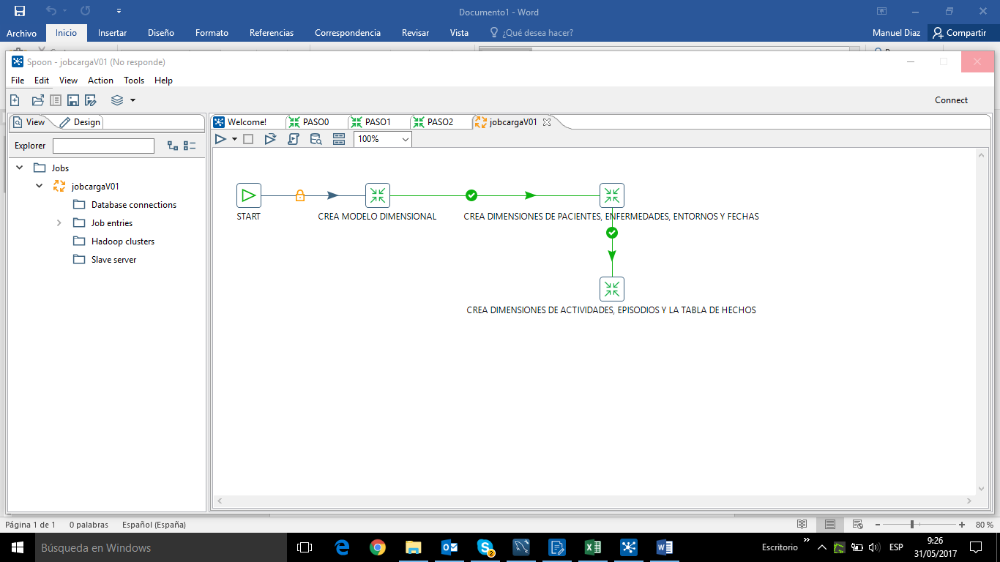 Documento1 - Word
Archivo Inicio Insertar Diseño Formato Referencias Correspondencia Revisar Vista ¿Qué desea hacer? Manuel Diaz Compartir
Spoon - jobcargaV01 (No responde)
File Edit View Action Tools Help
Connect
View Design
Welcome! PASO0 PASO1 PASO2 jobcargaV01
Explorer
100%
Jobs
jobcargaV01
Database connections
Job entries
Hadoop clusters
Slave server
START
CREA MODELO DIMENSIONAL
CREA DIMENSIONES DE PACIENTES, ENFERMEDADES, ENTORNOS Y FECHAS
CREA DIMENSIONES DE ACTIVIDADES, EPISODIOS Y LA TABLA DE HECHOS
Página 1 de 1 0 palabras Español (España) 80 %
Búsqueda en Windows
2
Escritorio
ESP
9:26
31/05/2017